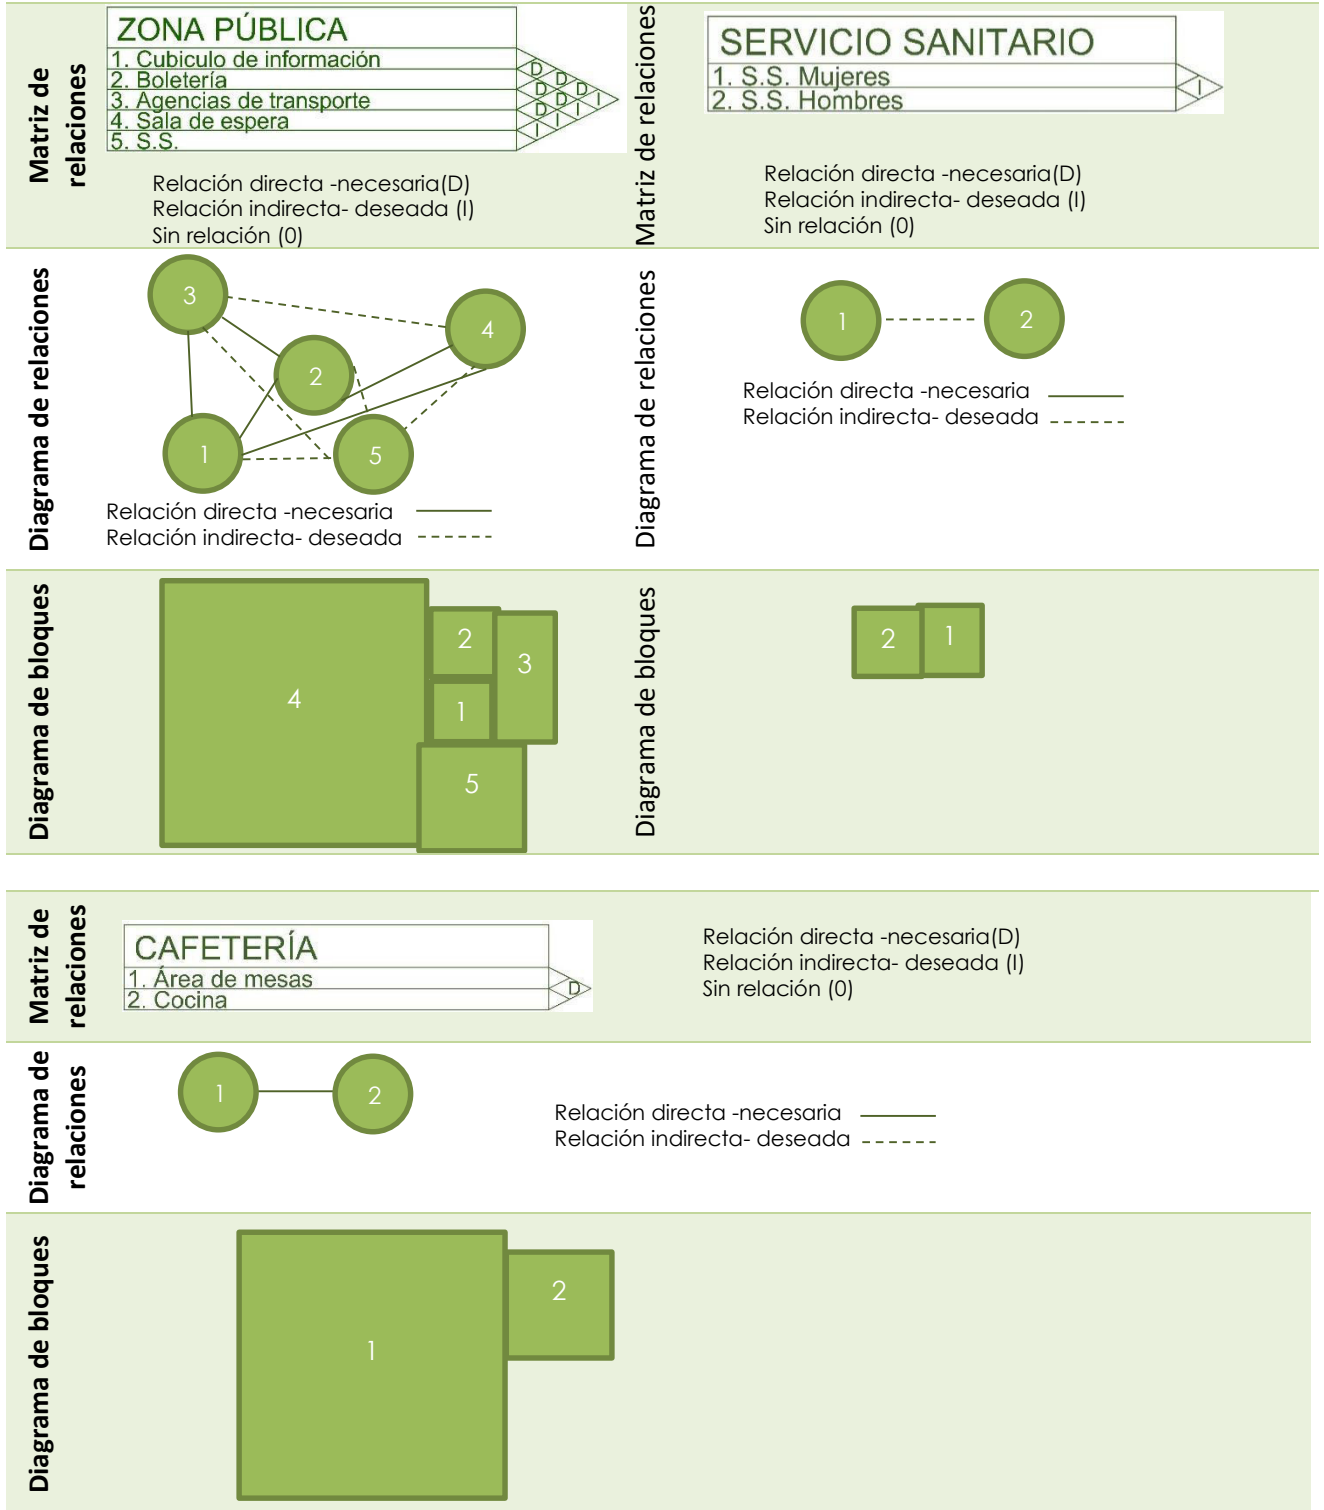 Matriz de
relaciones
ZONA PÚBLICA
1. Cubiculo de información
2. Boletería
3. Agencias de transporte
4. Sala de espera
5. S.S.
D
D
D
I
D
D
D
I
D
I
I
I
Relación directa -necesaria(D)
Relación indirecta- deseada (I)
Sin relación (0)
Matriz de relaciones
SERVICIO SANITARIO
1. S.S. Mujeres
2. S.S. Hombres
I
Relación directa -necesaria(D)
Relación indirecta- deseada (I)
Sin relación (0)
Diagrama de relaciones
3
4
2
1
5
Relación directa -necesaria
Relación indirecta- deseada
Diagrama de relaciones
1
2
Relación directa -necesaria
Relación indirecta- deseada
Diagrama de bloques
4
2
3
1
5
Diagrama de bloques
2
1
Matriz de
relaciones
CAFETERÍA
1. Área de mesas
2. Cocina
D
Relación directa -necesaria(D)
Relación indirecta- deseada (I)
Sin relación (0)
Diagrama de
relaciones
1
2
Relación directa -necesaria
Relación indirecta- deseada
Diagrama de bloques
1
2